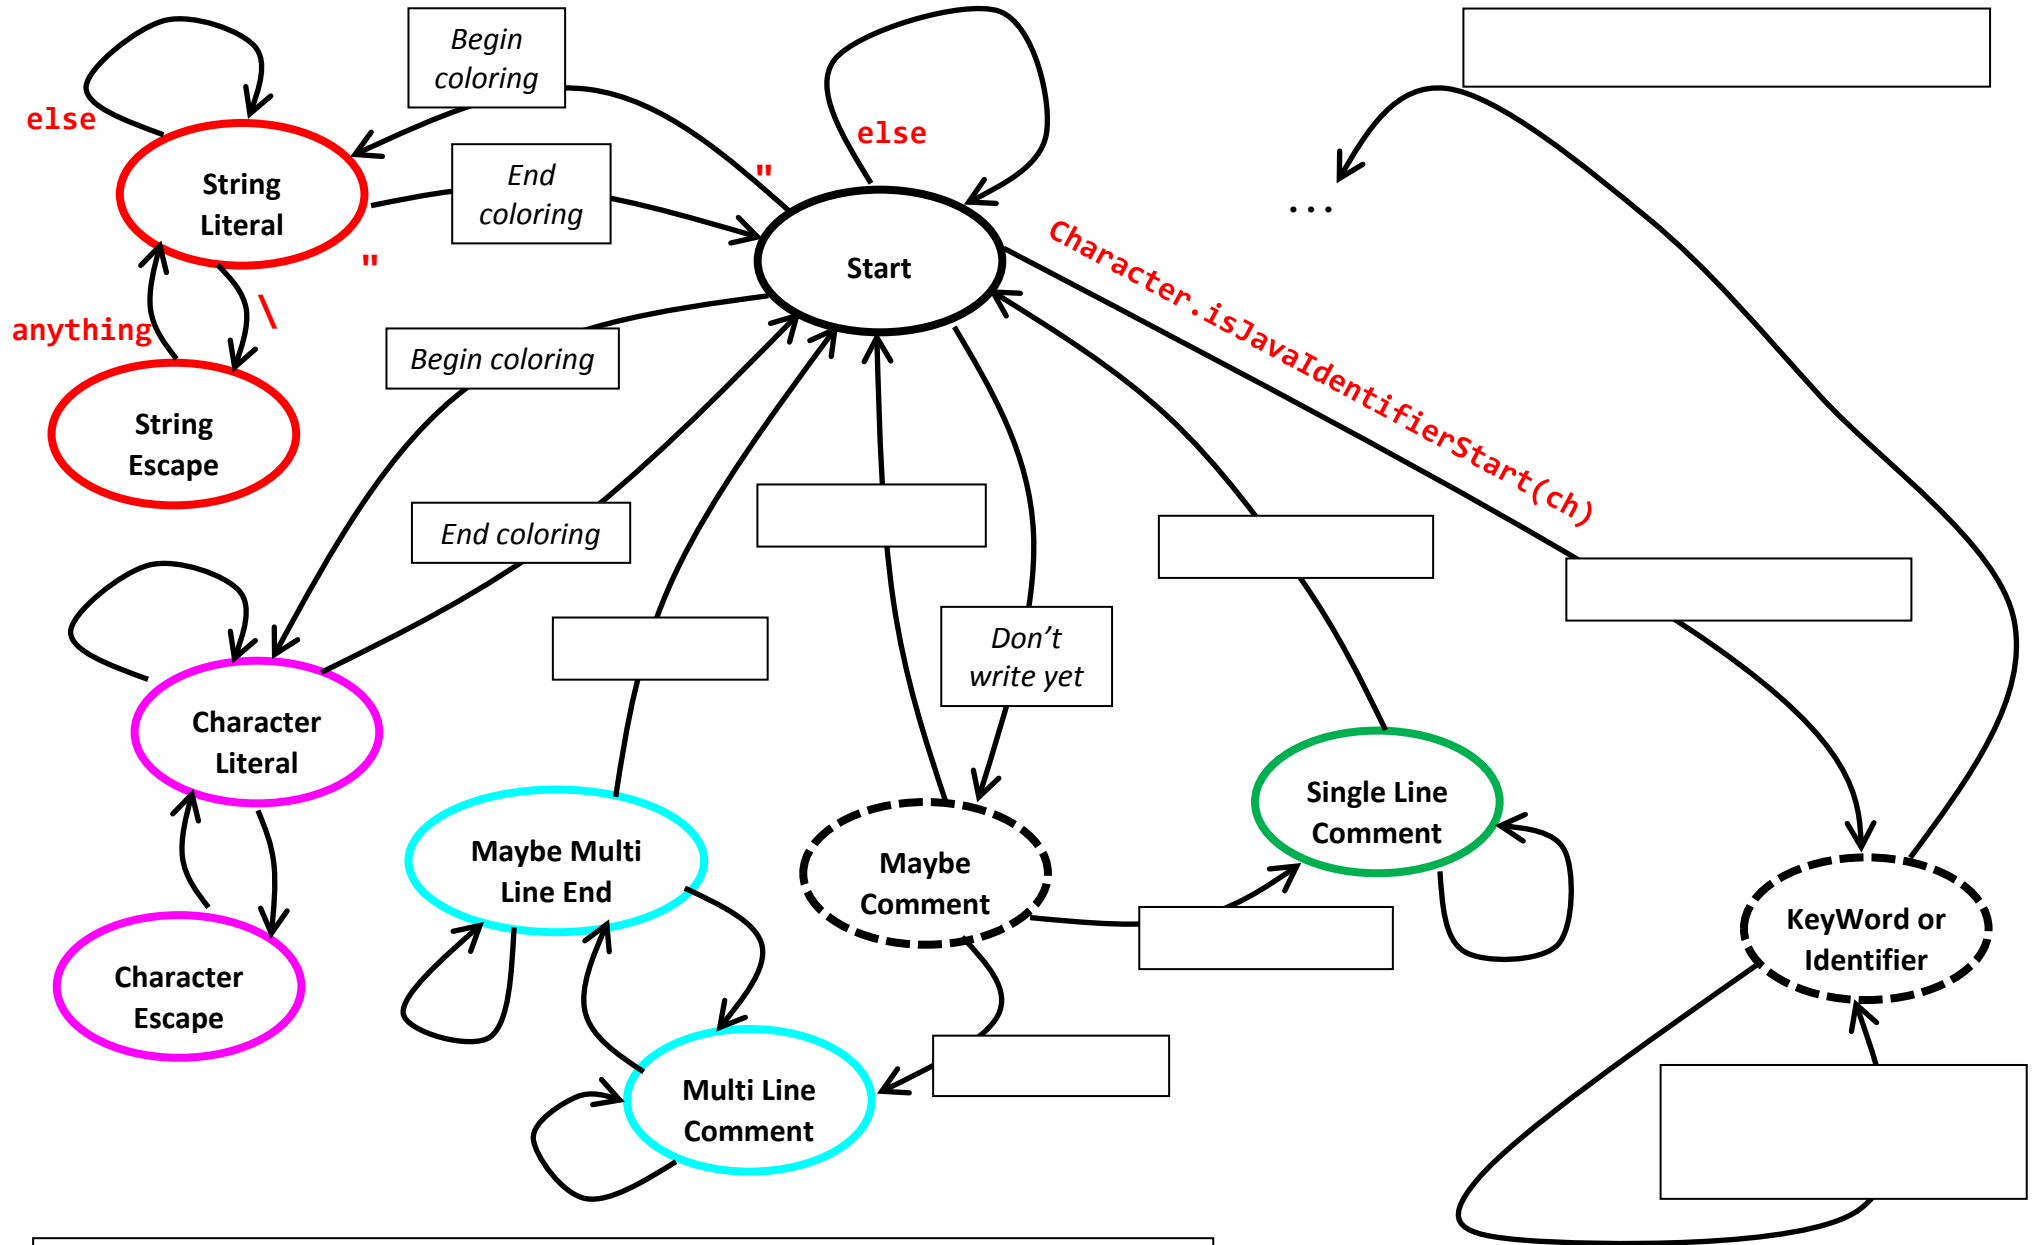 Begin
coloring
else
else
"
End
coloring
String
Literal
...
Character.isJavaIdentifierStart(ch)
Start
"
\
anything
Begin coloring
String
Escape
End coloring
Don't
write yet
Character
Literal
Single Line
Comment
Maybe Multi
Line End
Maybe
Comment
KeyWord or
Identifier
Character
Escape
Multi Line
Comment